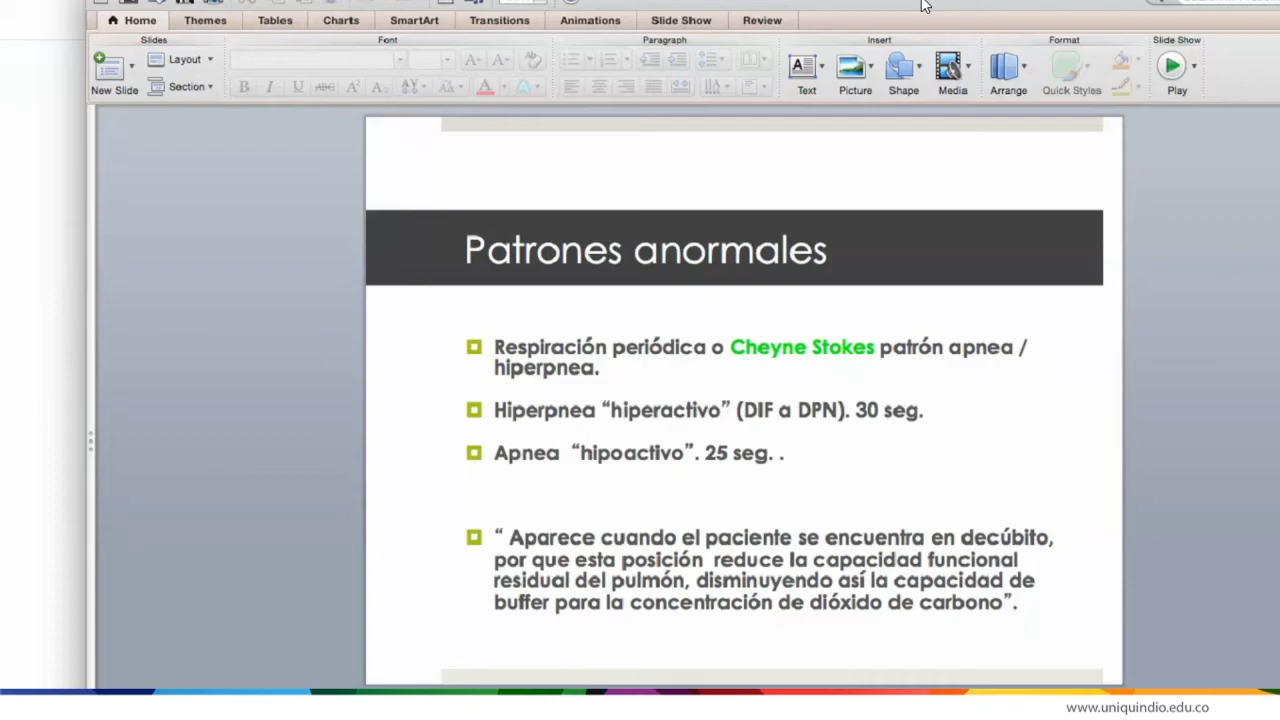 Home Themes Tables Charts SmartArt Transitions Animations Slide Show Review
Slides Font Paragraph Insert Format Slide Show
Layout
Section
New Slide Text Picture Shape Media Arrange Quick Styles Play
B I U ABC A² A₂
Patrones anormales
Respiración periódica o Cheyne Stokes patrón apnea /
hiperpnea.
Hiperpnea “hiperactivo” (DIF a DPN). 30 seg.
Apnea “hipoactivo”. 25 seg. .
“ Aparece cuando el paciente se encuentra en decúbito,
por que esta posición reduce la capacidad funcional
residual del pulmón, disminuyendo así la capacidad de
buffer para la concentración de dióxido de carbono”.
www.uniquindio.edu.co